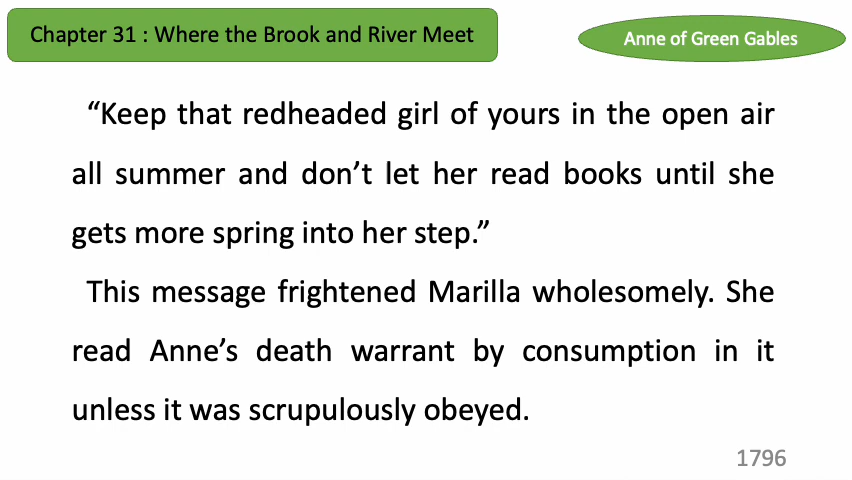 Chapter 31 : Where the Brook and River Meet
Anne of Green Gables
“Keep that redheaded girl of yours in the open air
all summer and don’t let her read books until she
gets more spring into her step.”
This message frightened Marilla wholesomely. She
read Anne’s death warrant by consumption in it
unless it was scrupulously obeyed.
1796